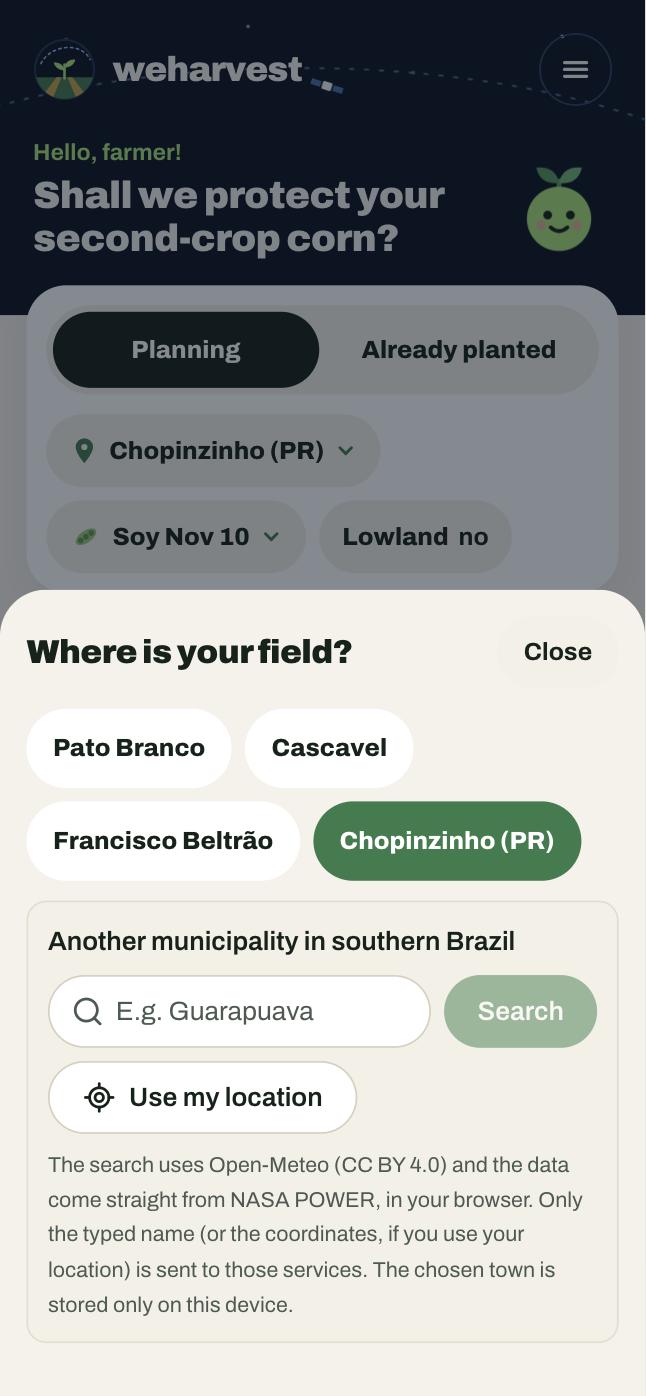 weharvest
Hello, farmer!
Shall we protect your
second-crop corn?
Planning
Already planted
Chopinzinho (PR)
Soy Nov 10
Lowland no
Where is your field?
Close
Pato Branco
Cascavel
Francisco Beltrão
Chopinzinho (PR)
Another municipality in southern Brazil
E.g. Guarapuava
Search
Use my location
The search uses Open-Meteo (CC BY 4.0) and the data
come straight from NASA POWER, in your browser. Only
the typed name (or the coordinates, if you use your
location) is sent to those services. The chosen town is
stored only on this device.